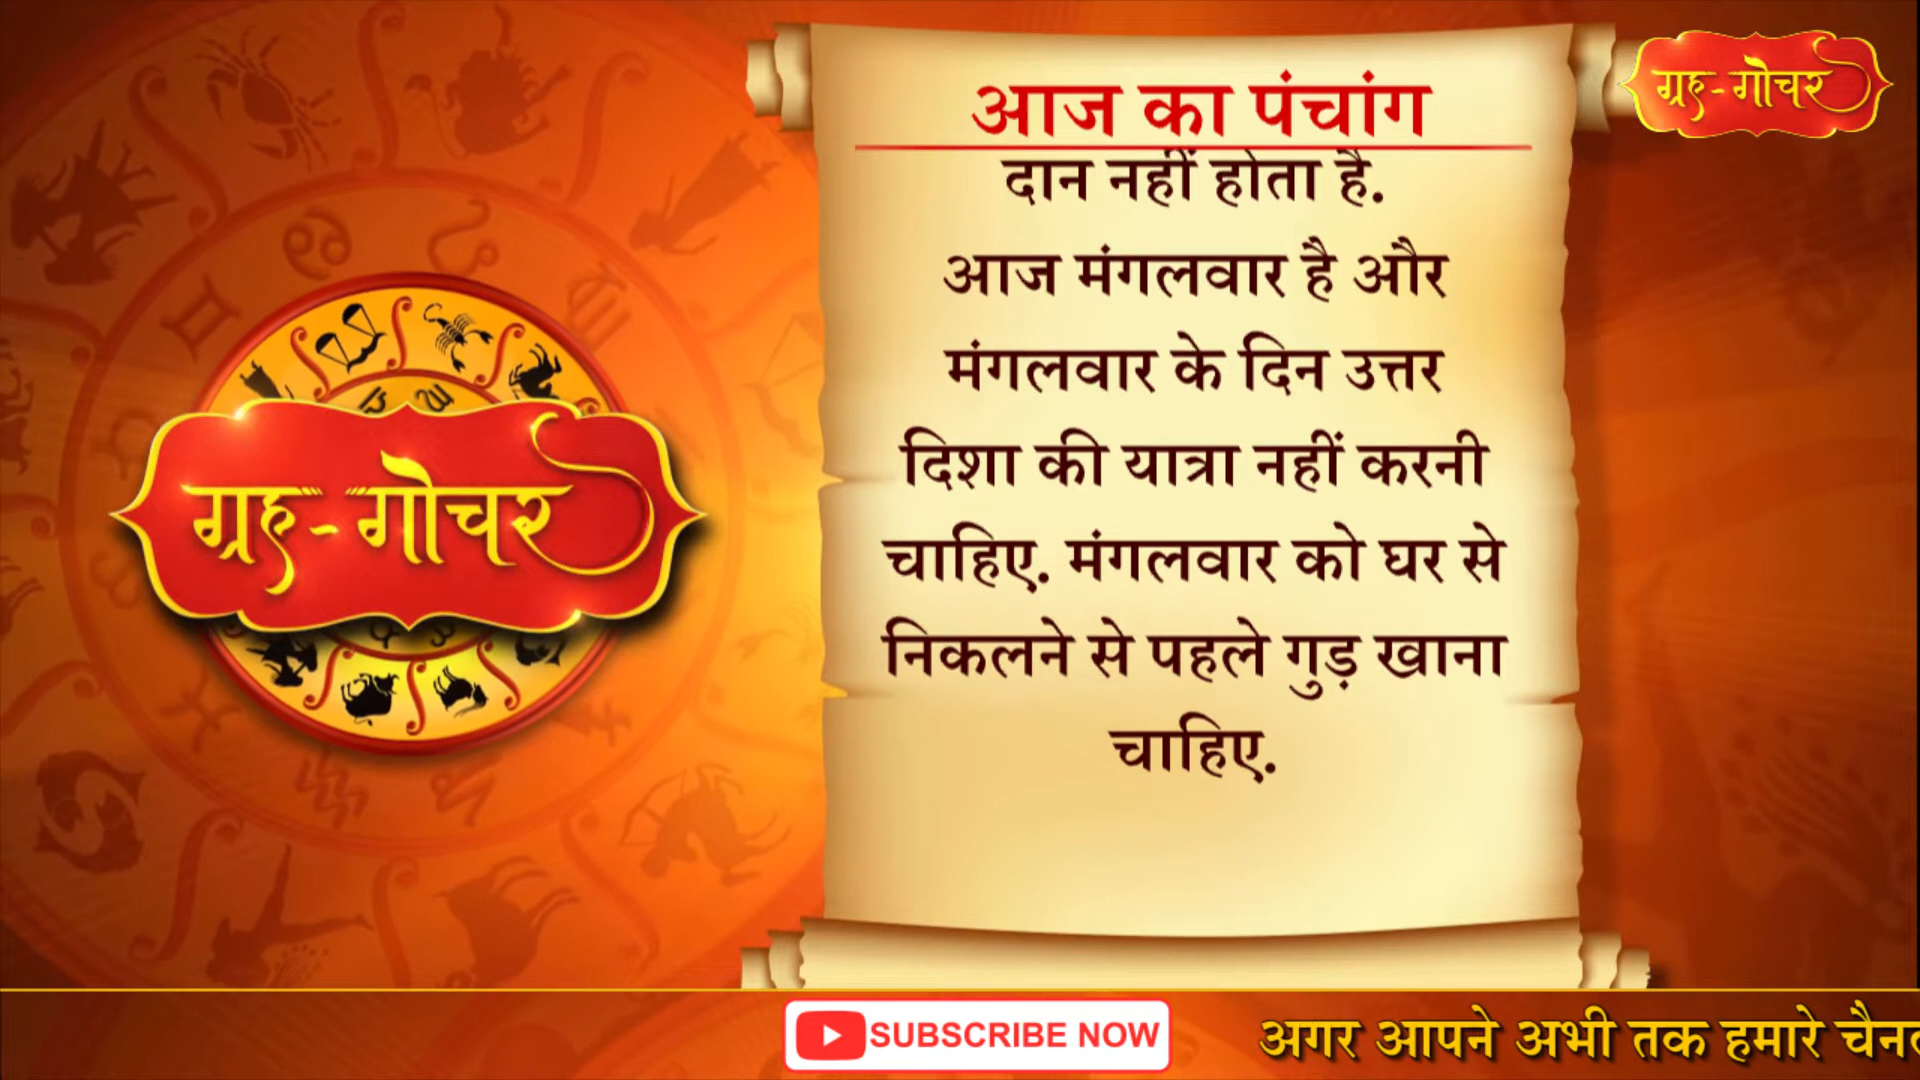 आज का पंचांग
ग्रह-गोचर
दान नहीं होता है.
आज मंगलवार है और
मंगलवार के दिन उत्तर
दिशा की यात्रा नहीं करनी
चाहिए. मंगलवार को घर से
निकलने से पहले गुड़ खाना
चाहिए.
ग्रह-गोचर
SUBSCRIBE NOW
अगर आपने अभी तक हमारे